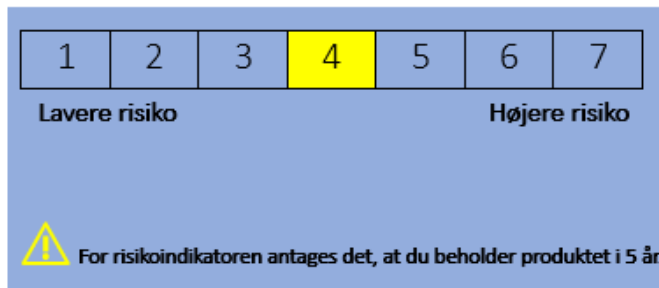 1 2 3 4 5 6 7
Lavere risiko Højere risiko
For risikoindikatoren antages det, at du beholder produktet i 5 år